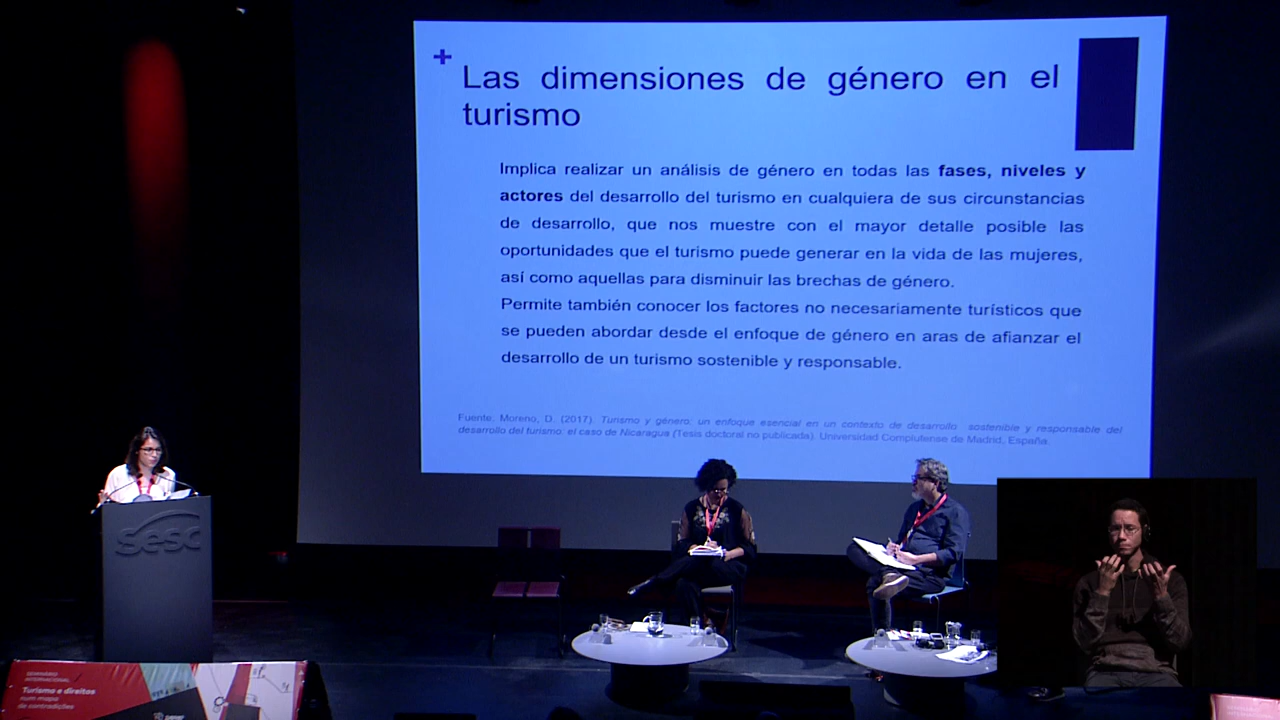 +
Las dimensiones de género en el
turismo
Implica realizar un análisis de género en todas las fases, niveles y
actores del desarrollo del turismo en cualquiera de sus circunstancias
de desarrollo, que nos muestre con el mayor detalle posible las
oportunidades que el turismo puede generar en la vida de las mujeres,
así como aquellas para disminuir las brechas de género.
Permite también conocer los factores no necesariamente turísticos que
se pueden abordar desde el enfoque de género en aras de afianzar el
desarrollo de un turismo sostenible y responsable.
Fuente: Moreno, D. (2017). Turismo y género: un enfoque esencial en un contexto de desarrollo sostenible y responsable del
desarrollo del turismo: el caso de Nicaragua (Tesis doctoral no publicada). Universidad Complutense de Madrid, España.
sesc
SEMINÁRIO
INTERNACIONAL
Turismo e direitos
num mapa
de contradições